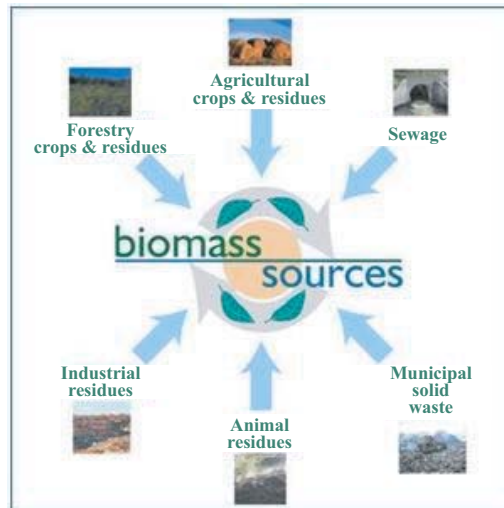 Agricultural
crops & residues
Forestry
crops & residues
Sewage
biomass
sources
Industrial
residues
Animal
residues
Municipal
solid
waste